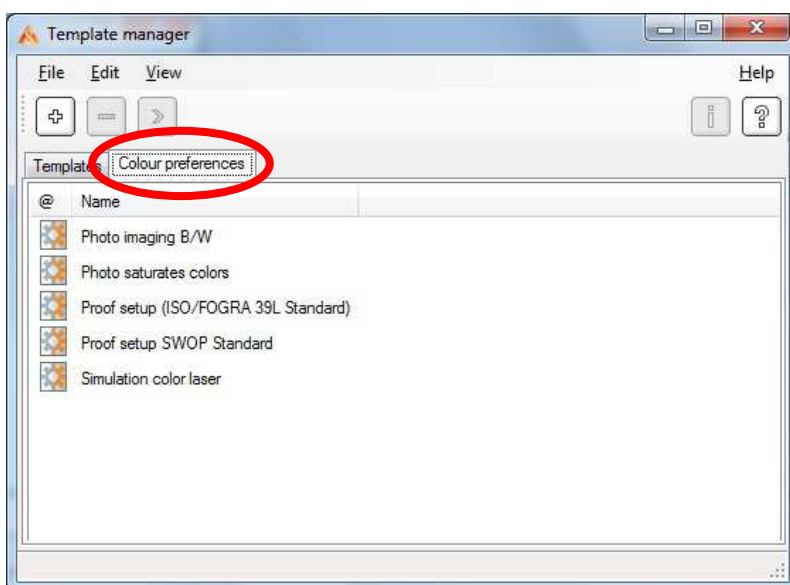 Template manager
File Edit View Help
Templates Colour preferences
@ Name
Photo imaging B/W
Photo saturates colors
Proof setup (ISO/FOGRA 39L Standard)
Proof setup SWOP Standard
Simulation color laser